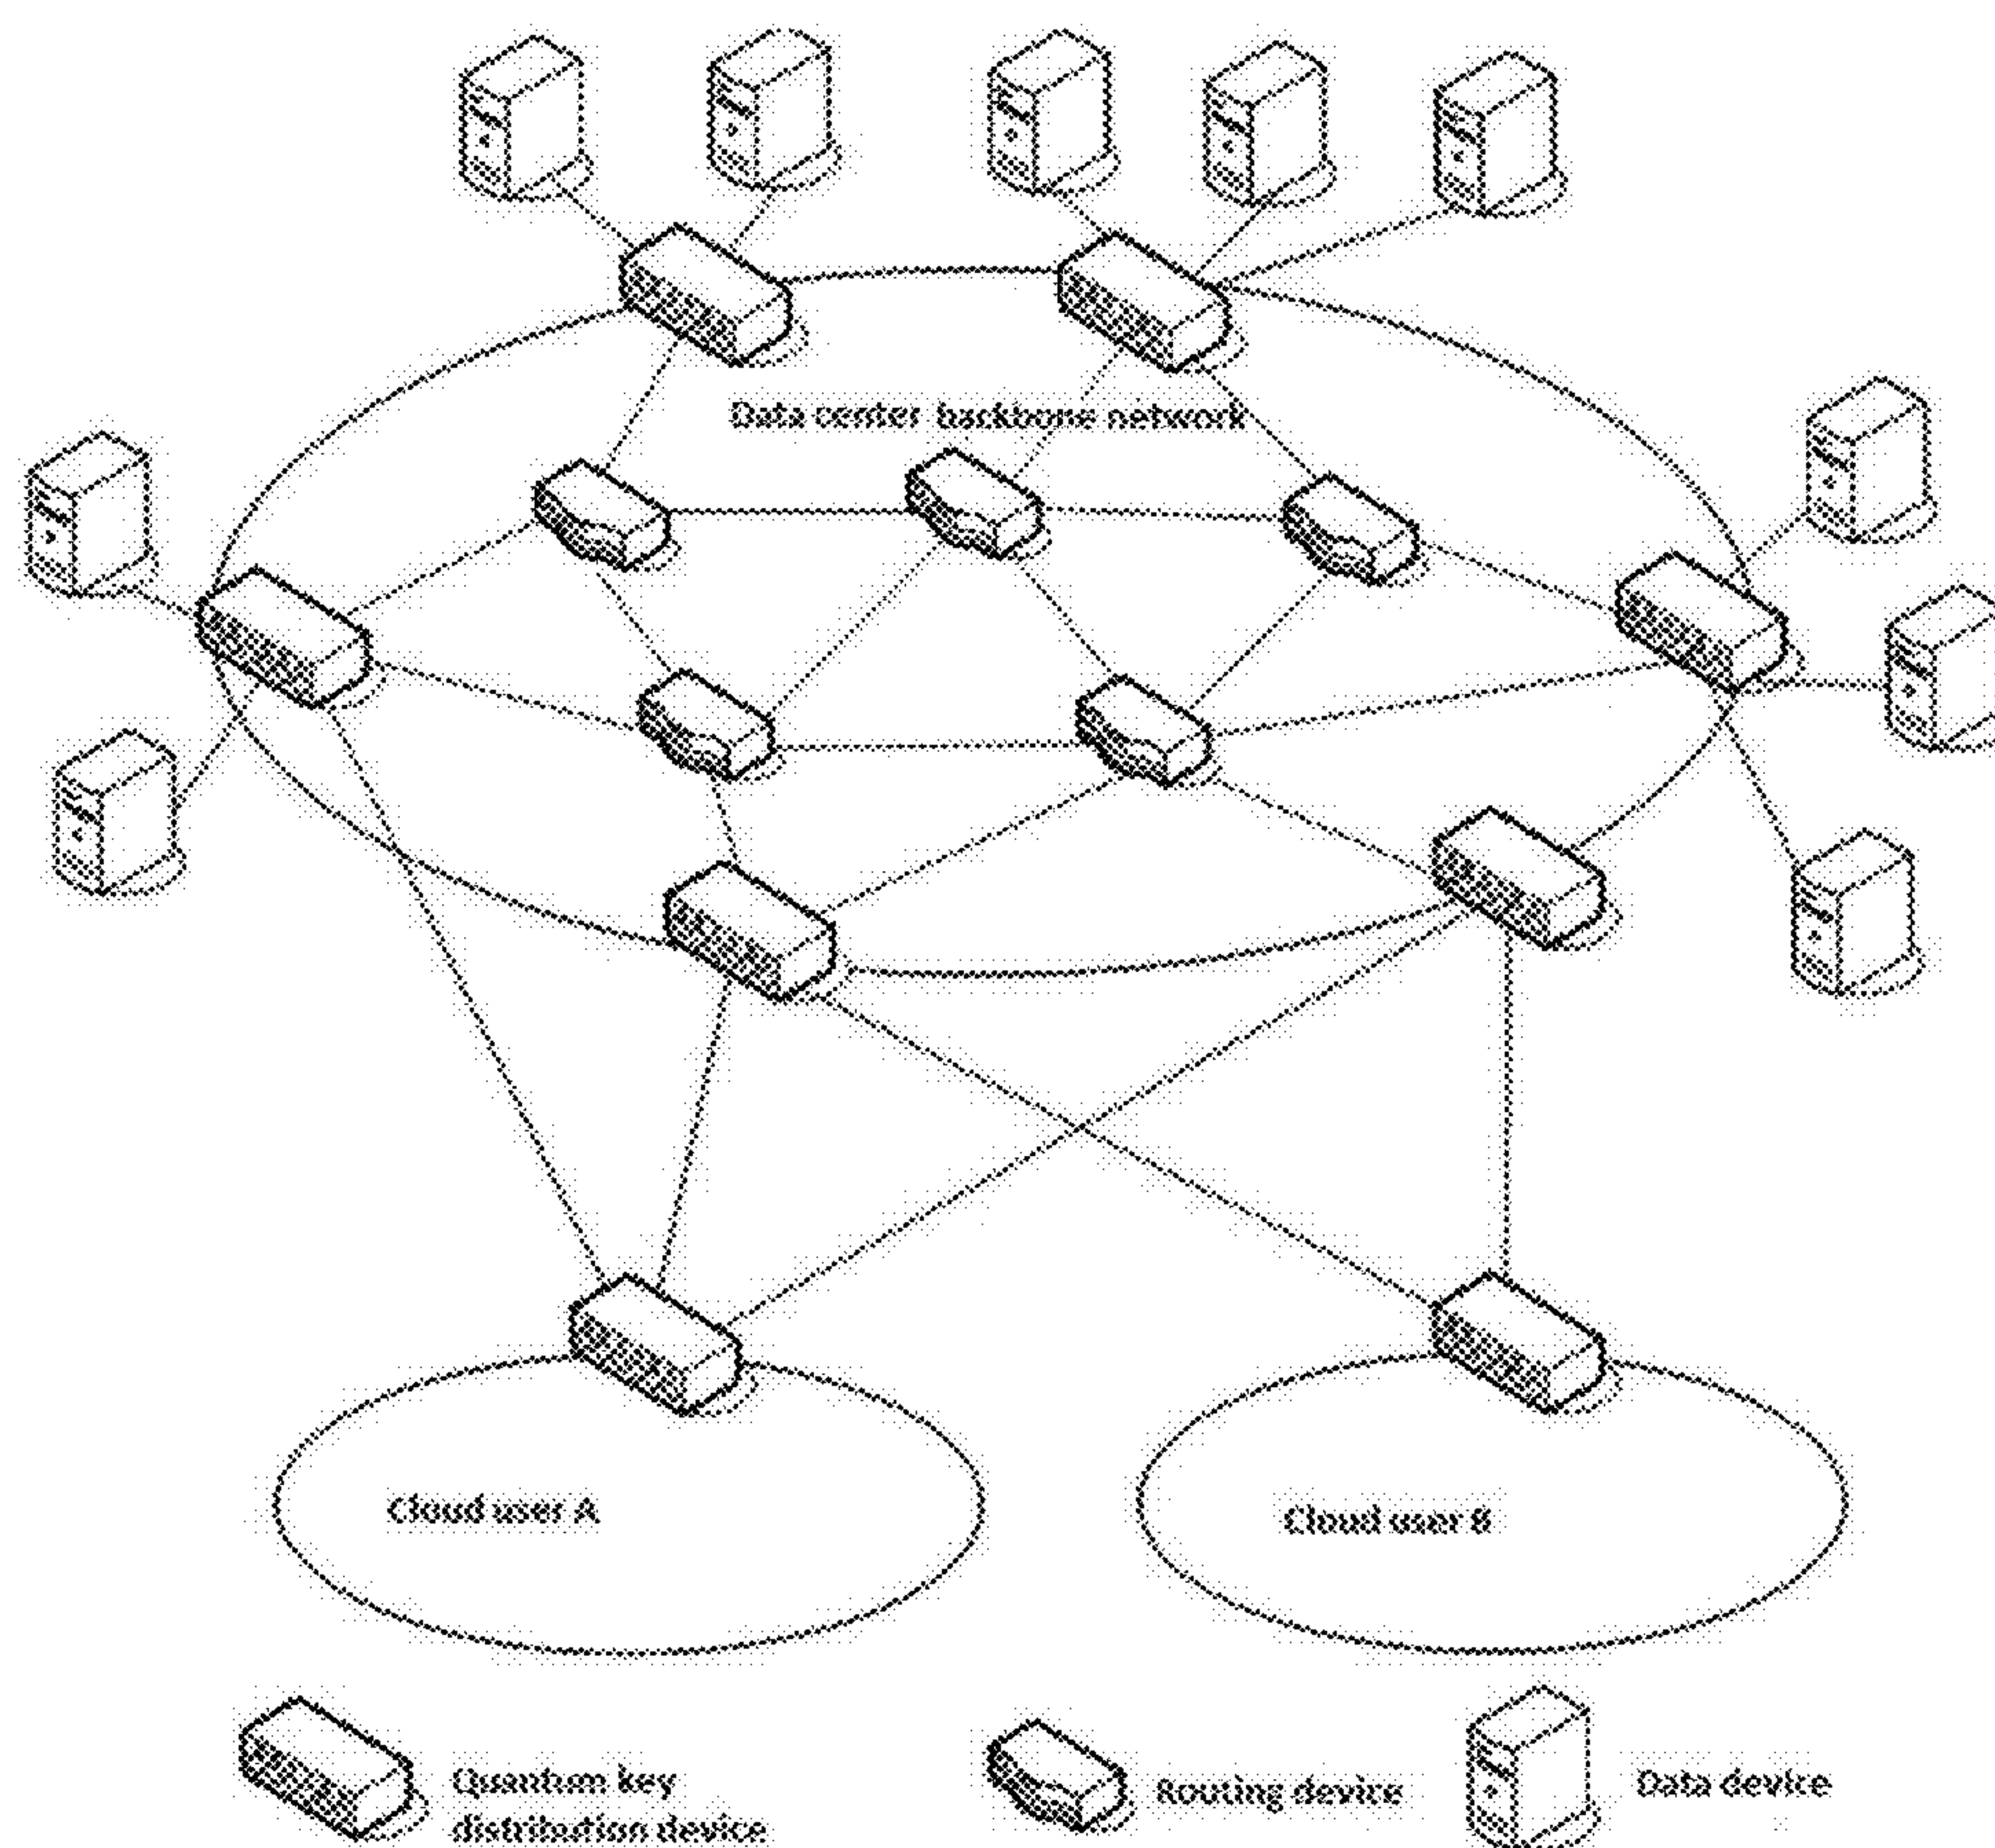 Data center backbone network
Cloud user A
Cloud user B
Quantum key
distribution device
Routing device
Data device